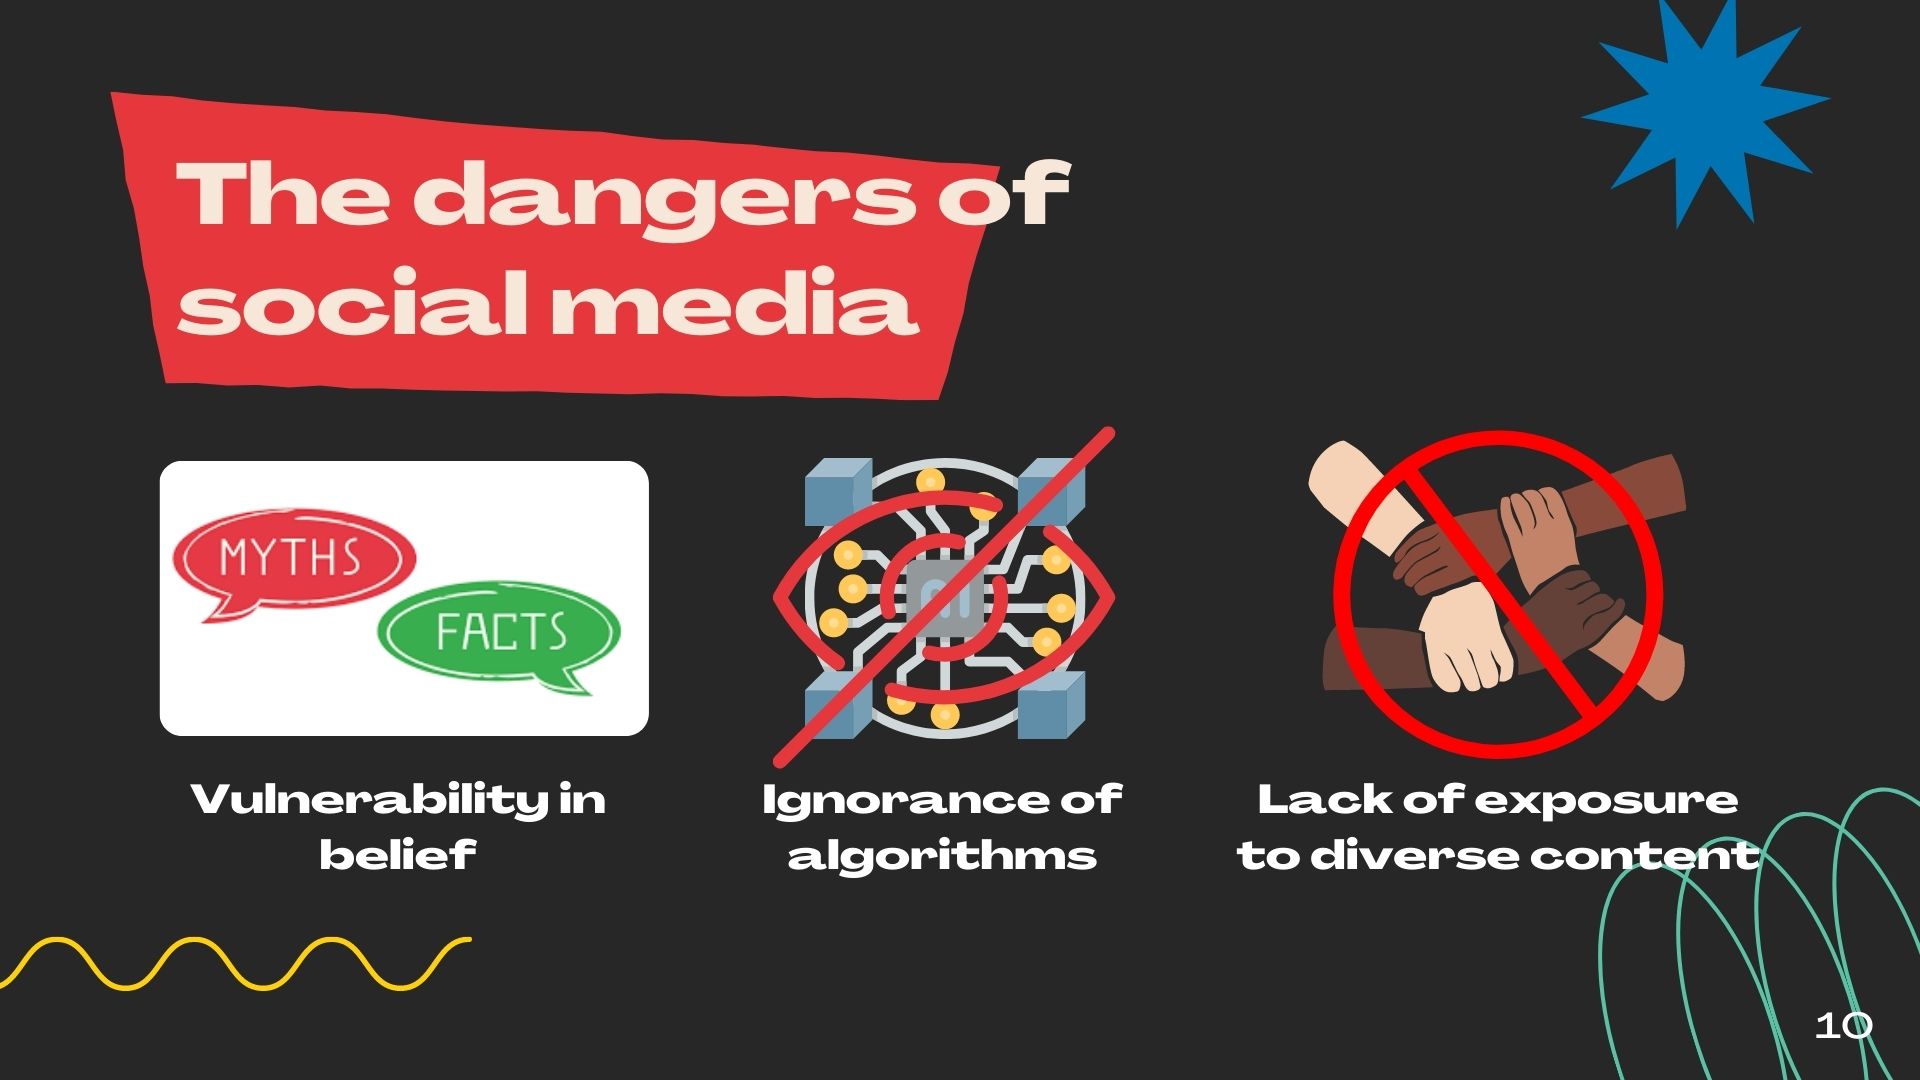 The dangers of
social media
MYTHS
FACTS
Vulnerability in
belief
Ignorance of
algorithms
Lack of exposure
to diverse content
10